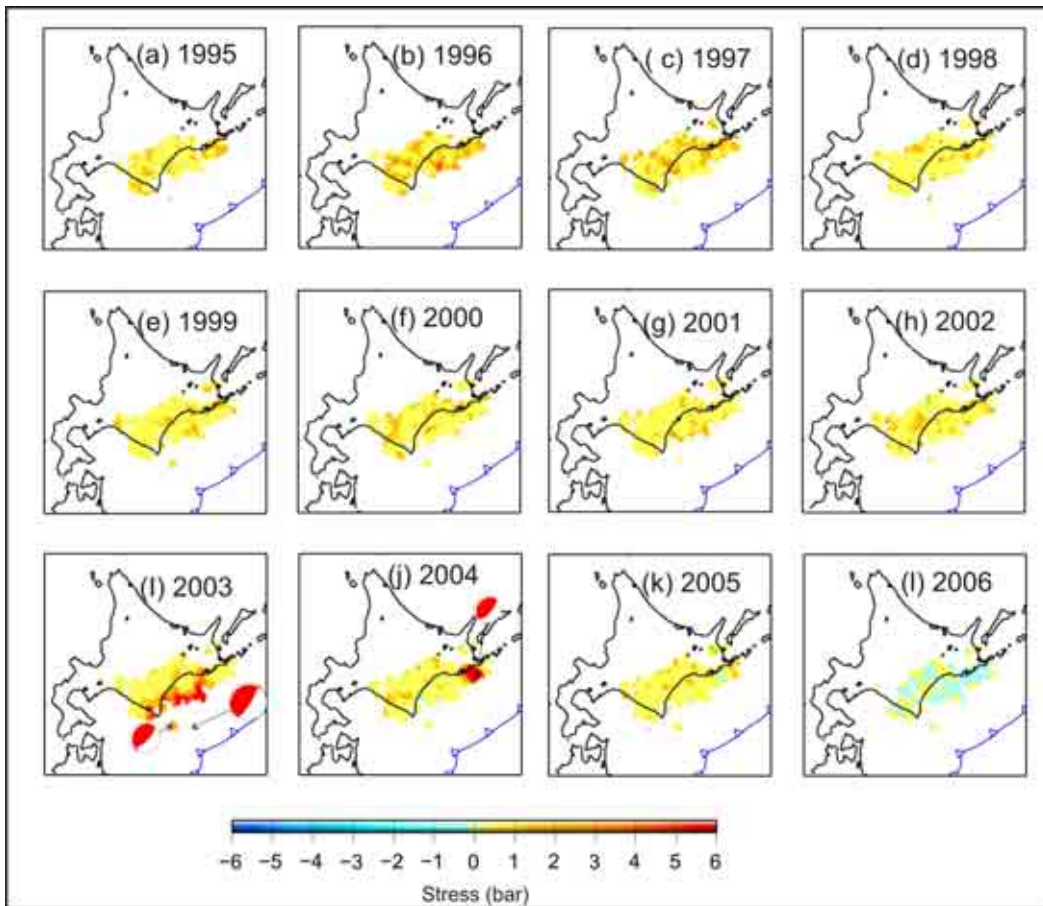 (a) 1995
(b) 1996
( c) 1997
(d) 1998
(e) 1999
(f) 2000
(g) 2001
(h) 2002
(I) 2003
(j) 2004
(k) 2005
(l) 2006
−6 −5 −4 −3 −2 −1 0 1 2 3 4 5 6
Stress (bar)